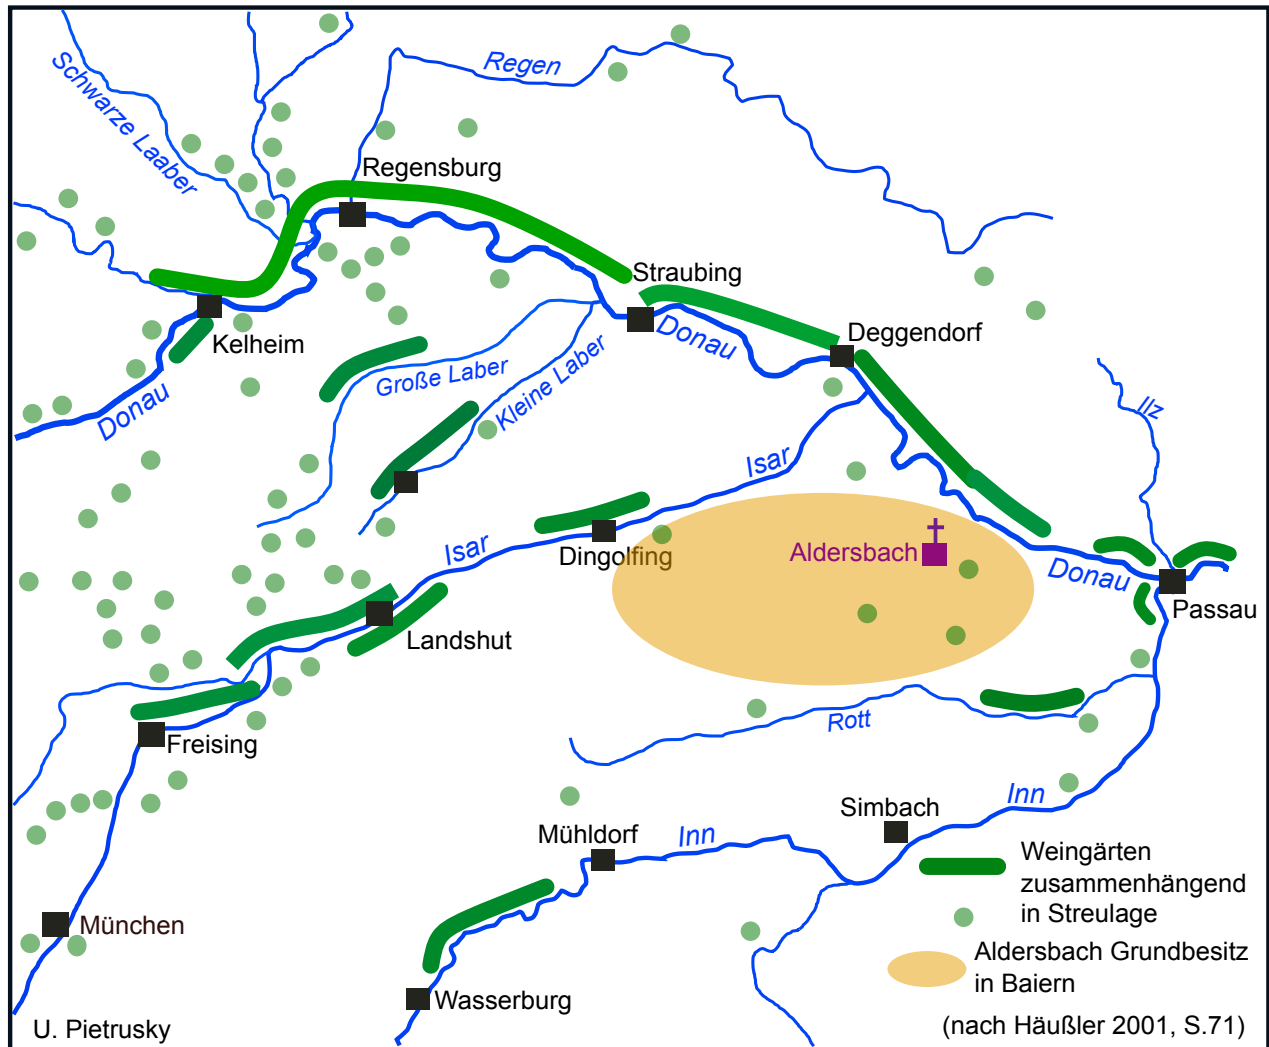 Schwarze Laaber
Regen
Regensburg
Straubing
Donau
Deggendorf
Kelheim
Donau
Große Laber
Kleine Laber
Ilz
Isar
Isar
Dingolfing
Aldersbach
Donau
Passau
Landshut
Rott
Freising
Inn
Simbach
Mühldorf
Inn
München
Wasserburg
Weingärten
zusammenhängend
in Streulage
Aldersbach Grundbesitz
in Baiern
U. Pietrusky
(nach Häußler 2001, S.71)